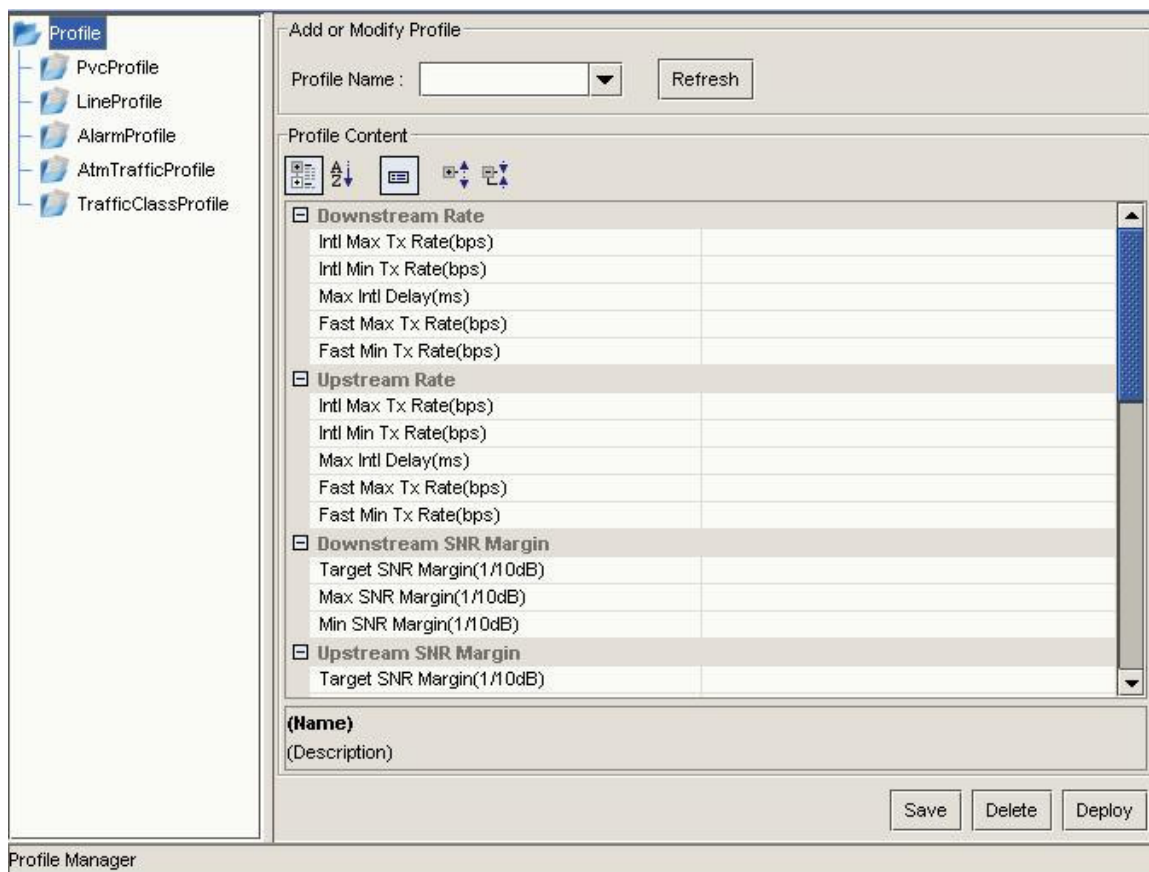 Profile
PvcProfile
LineProfile
AlarmProfile
AtmTrafficProfile
TrafficClassProfile
Add or Modify Profile
Profile Name :
Refresh
Profile Content
Downstream Rate
Intl Max Tx Rate(bps)
Intl Min Tx Rate(bps)
Max Intl Delay(ms)
Fast Max Tx Rate(bps)
Fast Min Tx Rate(bps)
Upstream Rate
Intl Max Tx Rate(bps)
Intl Min Tx Rate(bps)
Max Intl Delay(ms)
Fast Max Tx Rate(bps)
Fast Min Tx Rate(bps)
Downstream SNR Margin
Target SNR Margin(1/10dB)
Max SNR Margin(1/10dB)
Min SNR Margin(1/10dB)
Upstream SNR Margin
Target SNR Margin(1/10dB)
(Name)
(Description)
Save Delete Deploy
Profile Manager